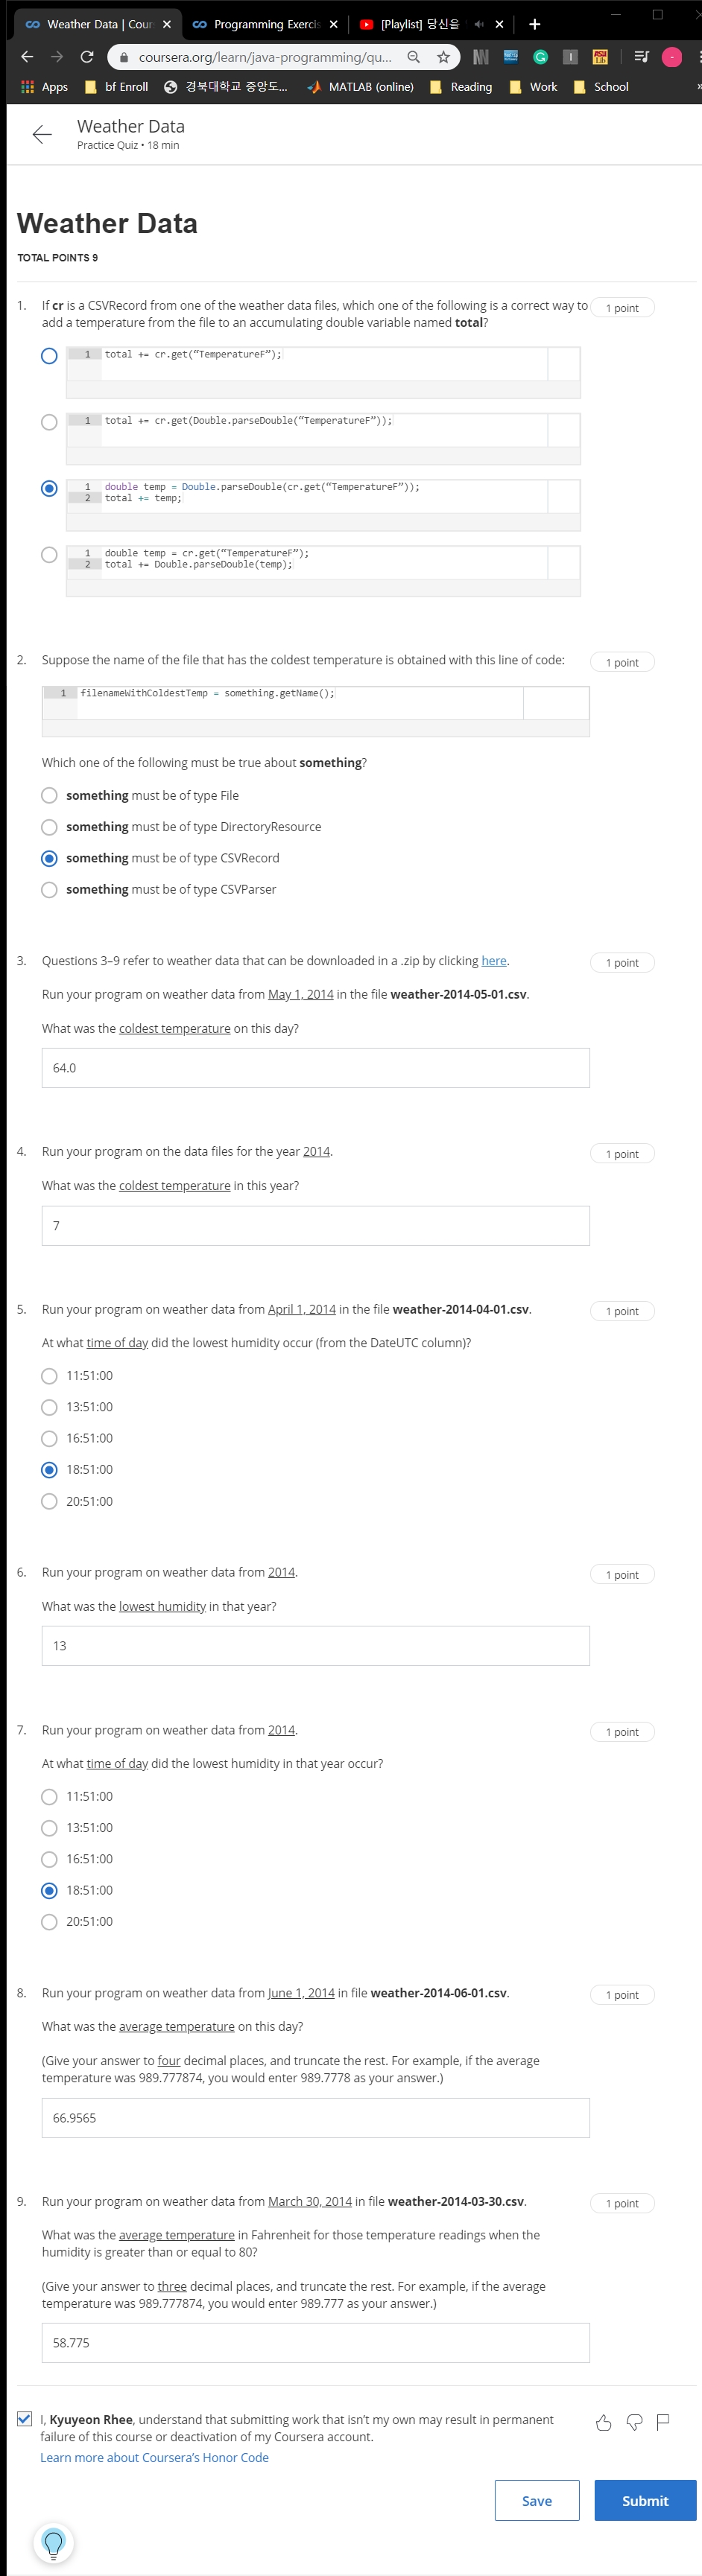 Weather Data | Cour
Programming Exercis
[Playlist] 당신을
coursera.org/learn/java-programming/qu...
Apps
bf Enroll
경북대학교 중앙도...
MATLAB (online)
Reading
Work
School
Weather Data
Practice Quiz • 18 min
Weather Data
TOTAL POINTS 9
1. If cr is a CSVRecord from one of the weather data files, which one of the following is a correct way to
add a temperature from the file to an accumulating double variable named total?
1 point
1 total += cr.get(“TemperatureF”);
1 total += cr.get(Double.parseDouble(“TemperatureF”));
1 double temp = Double.parseDouble(cr.get(“TemperatureF”));
2 total += temp;
1 double temp = cr.get(“TemperatureF”);
2 total += Double.parseDouble(temp);
2. Suppose the name of the file that has the coldest temperature is obtained with this line of code:
1 point
1 filenameWithColdestTemp = something.getName();
Which one of the following must be true about something?
something must be of type File
something must be of type DirectoryResource
something must be of type CSVRecord
something must be of type CSVParser
3. Questions 3–9 refer to weather data that can be downloaded in a .zip by clicking here.
1 point
Run your program on weather data from May 1, 2014 in the file weather-2014-05-01.csv.
What was the coldest temperature on this day?
64.0
4. Run your program on the data files for the year 2014.
1 point
What was the coldest temperature in this year?
7
5. Run your program on weather data from April 1, 2014 in the file weather-2014-04-01.csv.
1 point
At what time of day did the lowest humidity occur (from the DateUTC column)?
11:51:00
13:51:00
16:51:00
18:51:00
20:51:00
6. Run your program on weather data from 2014.
1 point
What was the lowest humidity in that year?
13
7. Run your program on weather data from 2014.
1 point
At what time of day did the lowest humidity in that year occur?
11:51:00
13:51:00
16:51:00
18:51:00
20:51:00
8. Run your program on weather data from June 1, 2014 in file weather-2014-06-01.csv.
1 point
What was the average temperature on this day?
(Give your answer to four decimal places, and truncate the rest. For example, if the average
temperature was 989.777874, you would enter 989.7778 as your answer.)
66.9565
9. Run your program on weather data from March 30, 2014 in file weather-2014-03-30.csv.
1 point
What was the average temperature in Fahrenheit for those temperature readings when the
humidity is greater than or equal to 80?
(Give your answer to three decimal places, and truncate the rest. For example, if the average
temperature was 989.777874, you would enter 989.777 as your answer.)
58.775
I, Kyuyeon Rhee, understand that submitting work that isn’t my own may result in permanent
failure of this course or deactivation of my Coursera account.
Learn more about Coursera’s Honor Code
Save
Submit